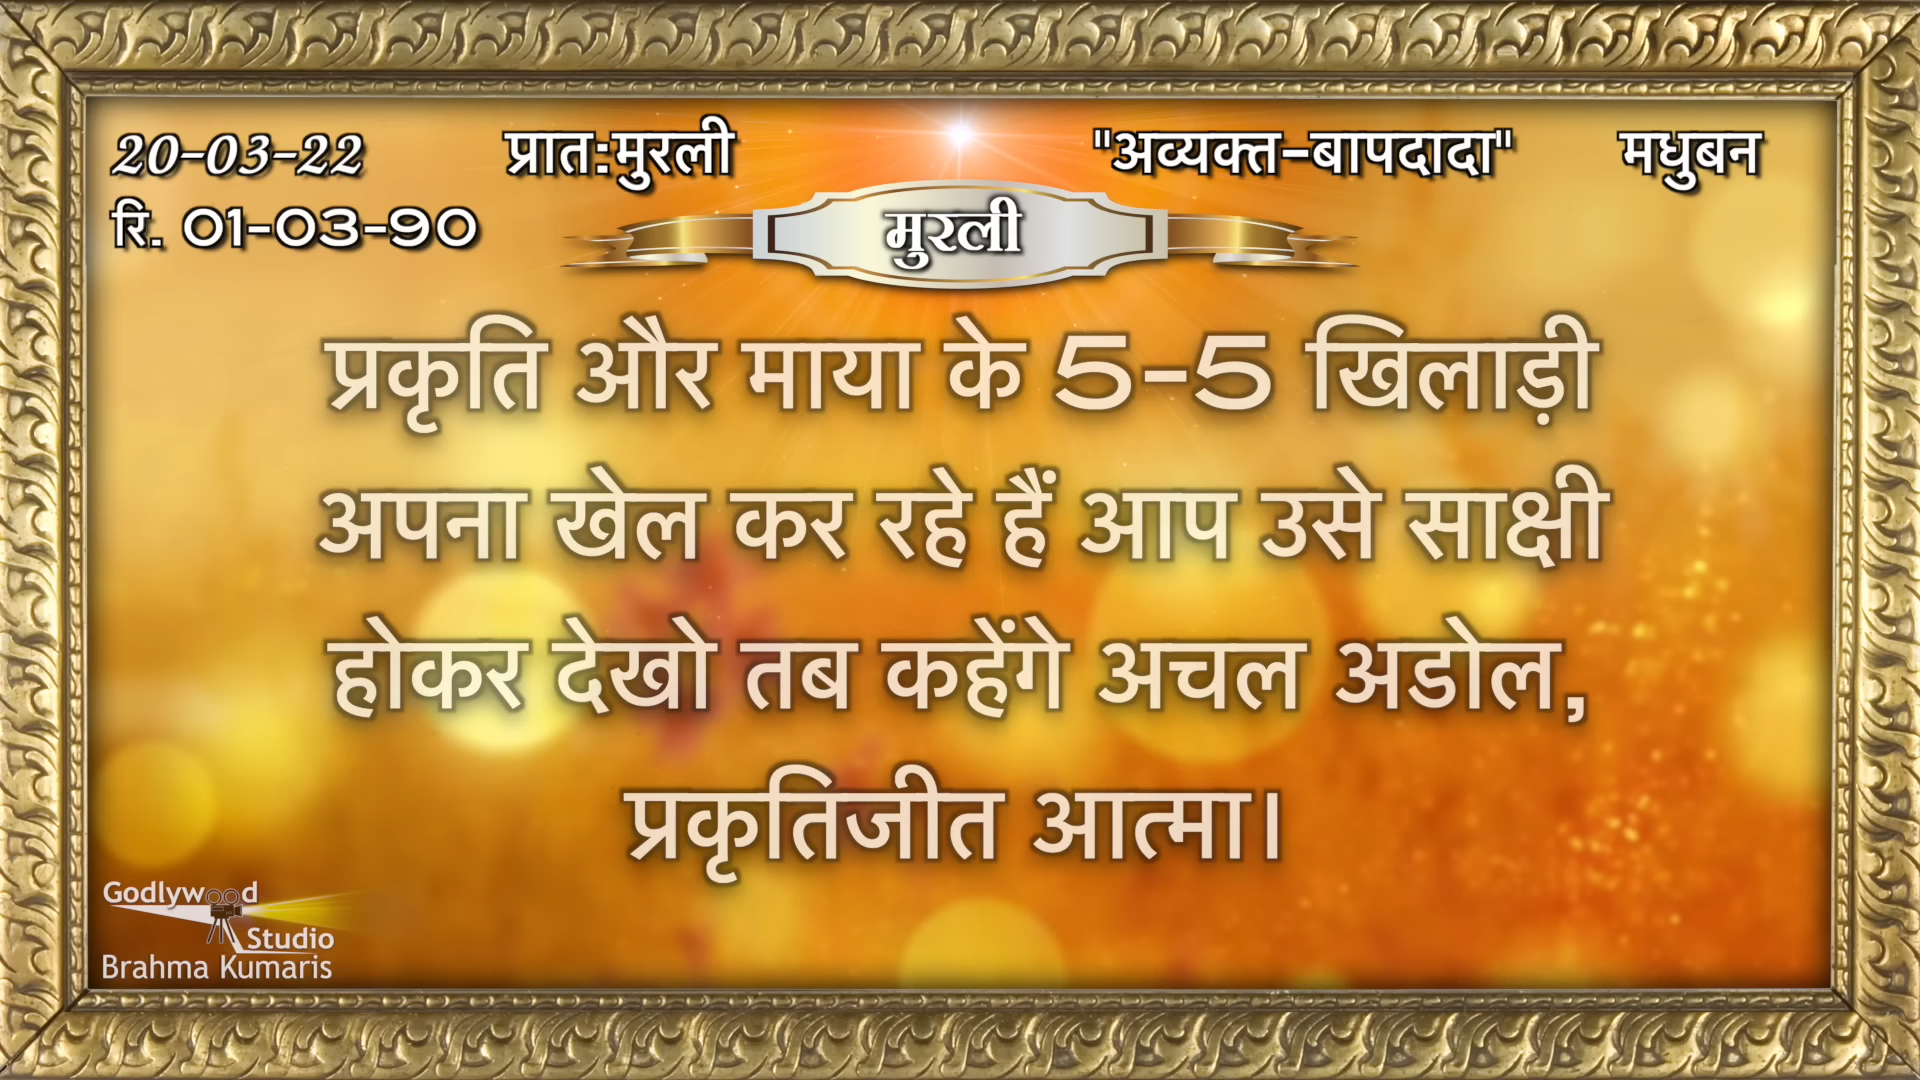 20-03-22 प्रात:मुरली "अव्यक्त-बापदादा" मधुबन
रि. 01-03-90
मुरली
प्रकृति और माया के 5-5 खिलाड़ी
अपना खेल कर रहे हैं आप उसे साक्षी
होकर देखो तब कहेंगे अचल अडोल,
प्रकृतिजीत आत्मा।
Godlywood
Studio
Brahma Kumaris